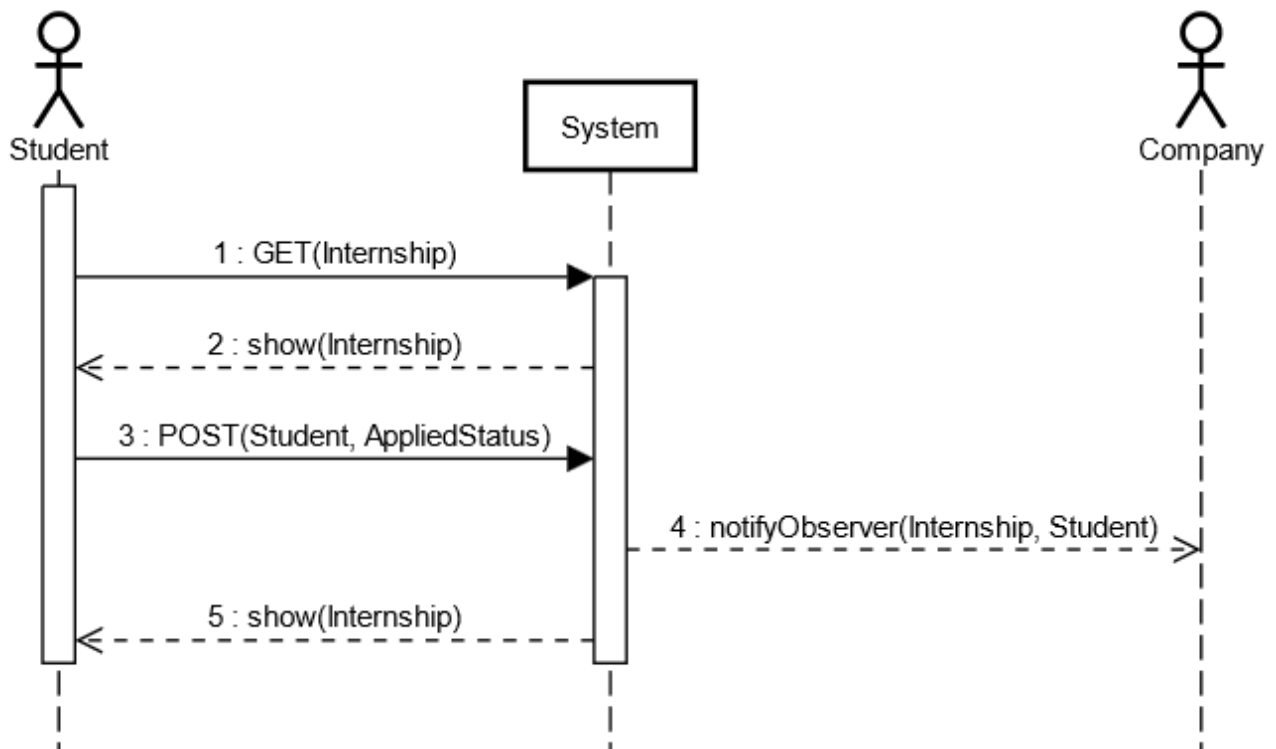 System
Student
Company
1 : GET(Internship)
2 : show(Internship)
3 : POST(Student, AppliedStatus)
4 : notifyObserver(Internship, Student)
5 : show(Internship)